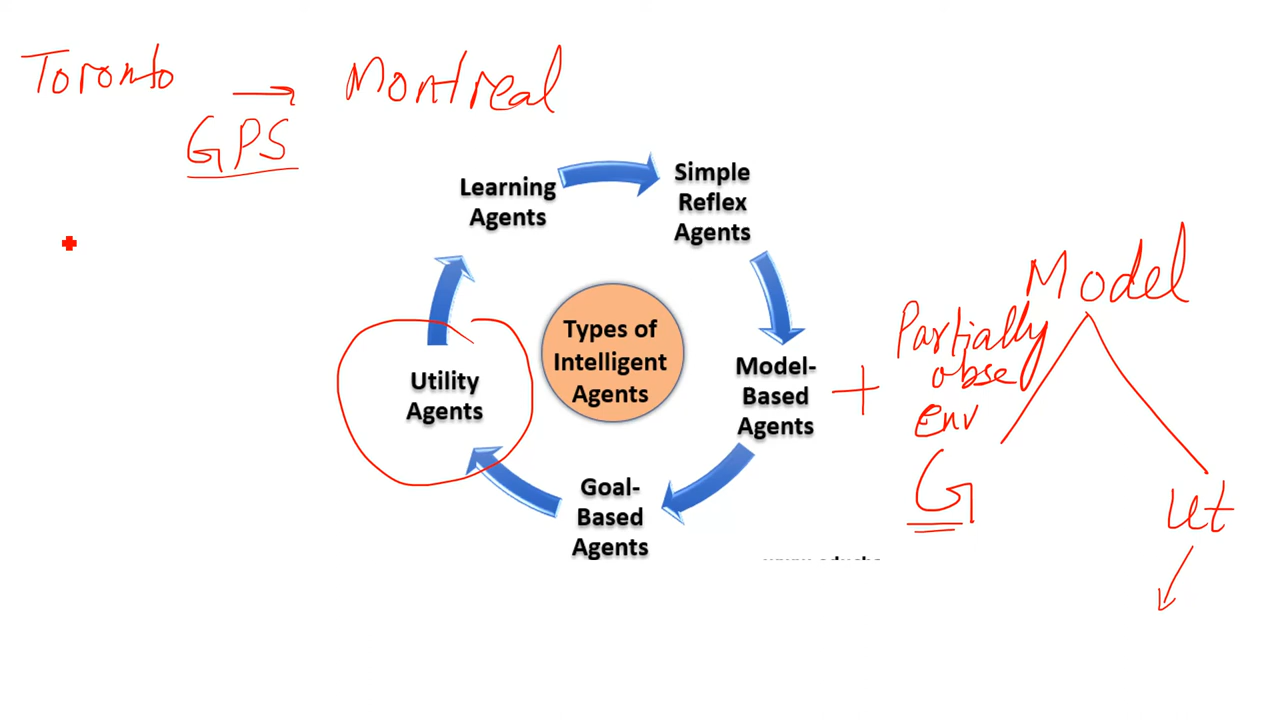 Toronto → Montreal
GPS
Learning
Agents
Simple
Reflex
Agents
Types of
Intelligent
Agents
Utility
Agents
Model-
Based
Agents
Goal-
Based
Agents
+
Model
Partially
obse
env
G
Ut